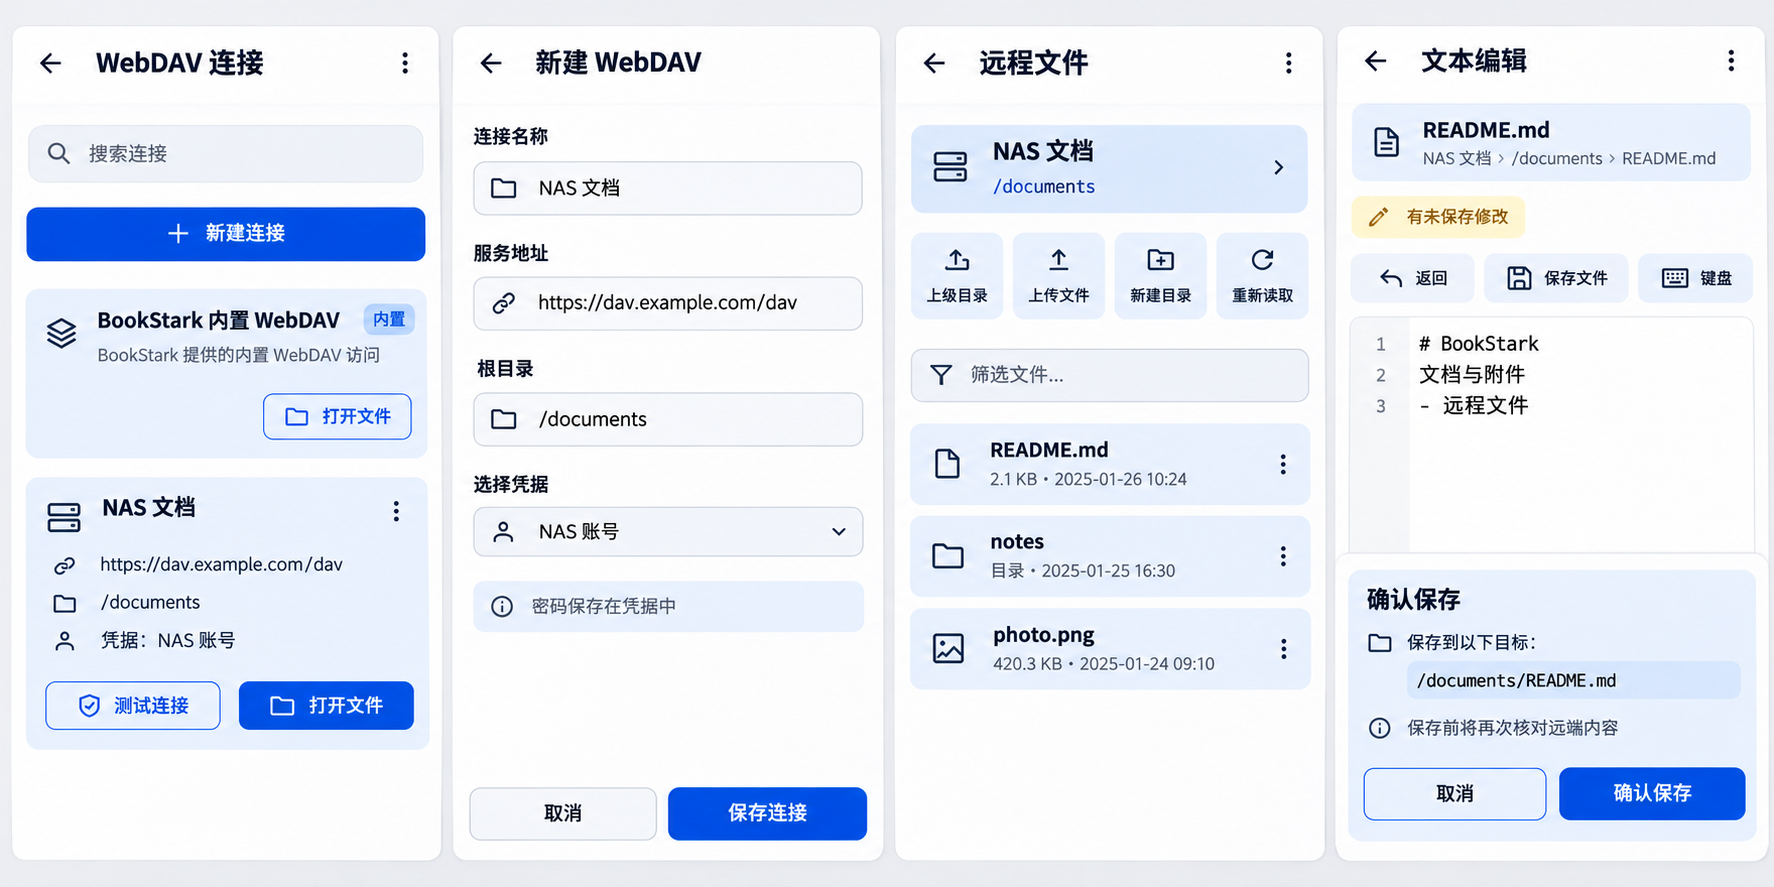 WebDAV 连接
搜索连接
新建连接
BookStark 内置 WebDAV
内置
BookStark 提供的内置 WebDAV 访问
打开文件
NAS 文档
https://dav.example.com/dav
/documents
凭据：NAS 账号
测试连接
打开文件
新建 WebDAV
连接名称
NAS 文档
服务地址
https://dav.example.com/dav
根目录
/documents
选择凭据
NAS 账号
密码保存在凭据中
取消
保存连接
远程文件
NAS 文档
/documents
上级目录
上传文件
新建目录
重新读取
筛选文件...
README.md
2.1 KB • 2025-01-26 10:24
notes
目录 • 2025-01-25 16:30
photo.png
420.3 KB • 2025-01-24 09:10
文本编辑
README.md
NAS 文档 › /documents › README.md
有未保存修改
返回
保存文件
键盘
1 # BookStark
2 文档与附件
3 - 远程文件
确认保存
保存到以下目标：
/documents/README.md
保存前将再次核对远端内容
取消
确认保存